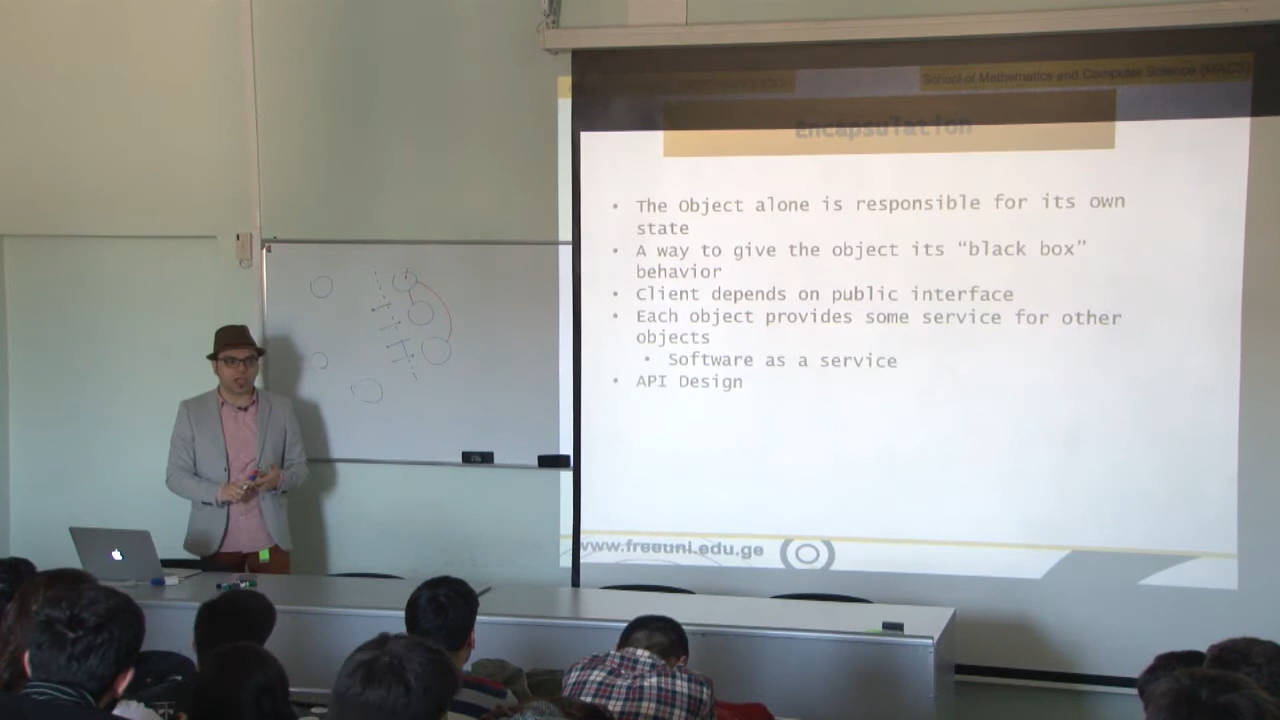 School of Mathematics and Computer Science (MACS)
Encapsulation
• The Object alone is responsible for its own
state
• A way to give the object its “black box”
behavior
• Client depends on public interface
• Each object provides some service for other
objects
• Software as a service
• API Design
www.freeuni.edu.ge